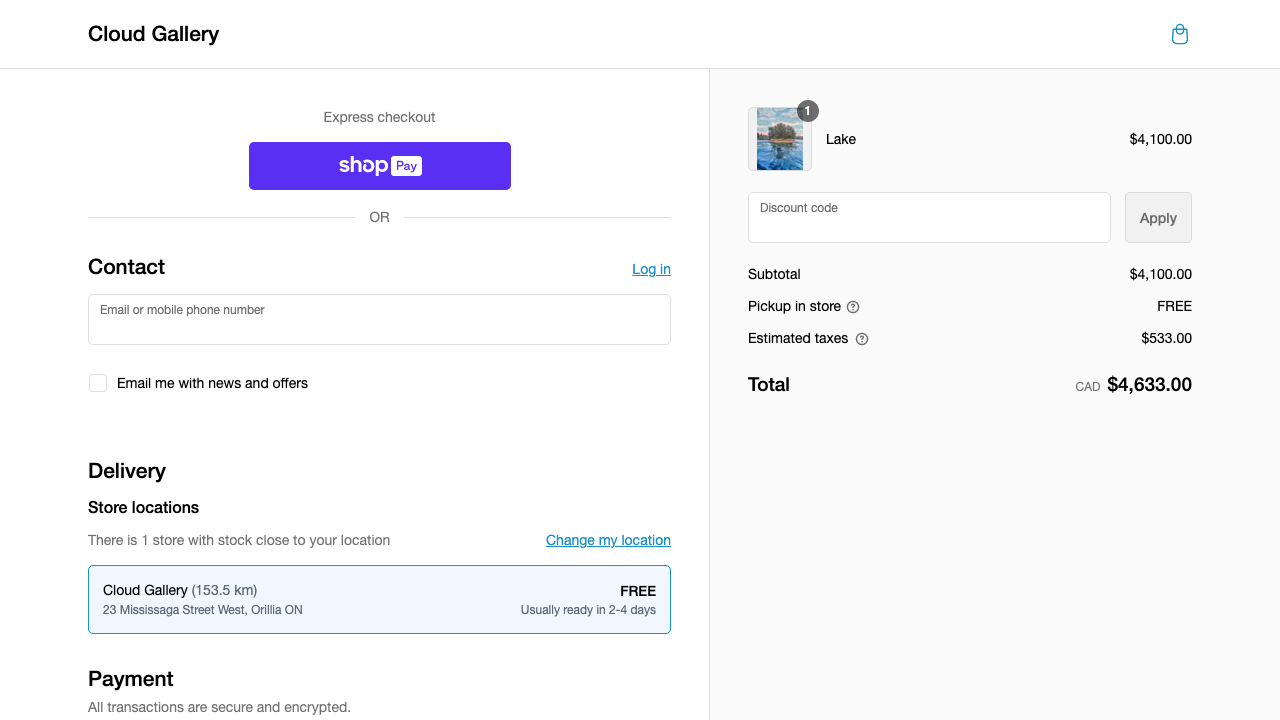 Cloud Gallery
Express checkout
shop Pay
OR
Contact
Log in
Email or mobile phone number
Email me with news and offers
Delivery
Store locations
There is 1 store with stock close to your location
Change my location
Cloud Gallery (153.5 km)
FREE
23 Mississaga Street West, Orillia ON
Usually ready in 2-4 days
Payment
All transactions are secure and encrypted.
1
Lake
$4,100.00
Discount code
Apply
Subtotal
$4,100.00
Pickup in store
FREE
Estimated taxes
$533.00
Total
CAD $4,633.00